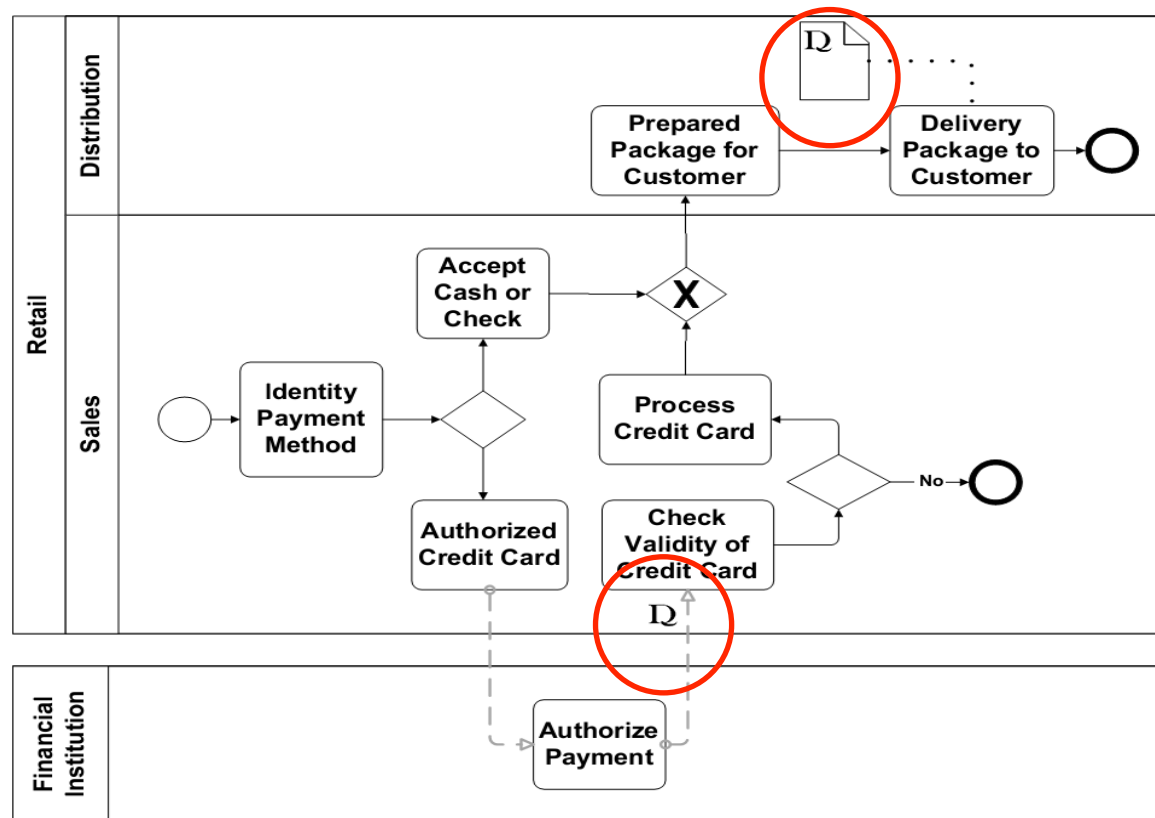 Retail
Distribution
Prepared
Package for
Customer
Delivery
Package to
Customer
Sales
Accept
Cash or
Check
X
Identity
Payment
Method
Process
Credit Card
No
Authorized
Credit Card
Check
Validity of
Credit Card
Financial
Institution
Authorize
Payment